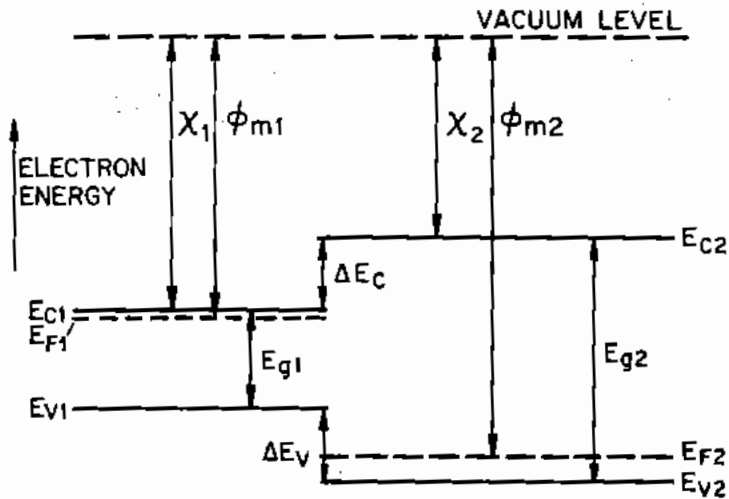 VACUUM LEVEL
χ₁ ϕm1 χ₂ ϕm2
ELECTRON
ENERGY
EC2
ΔEC
EC1
EF1
Eg1 Eg2
EV1
ΔEV EF2
EV2